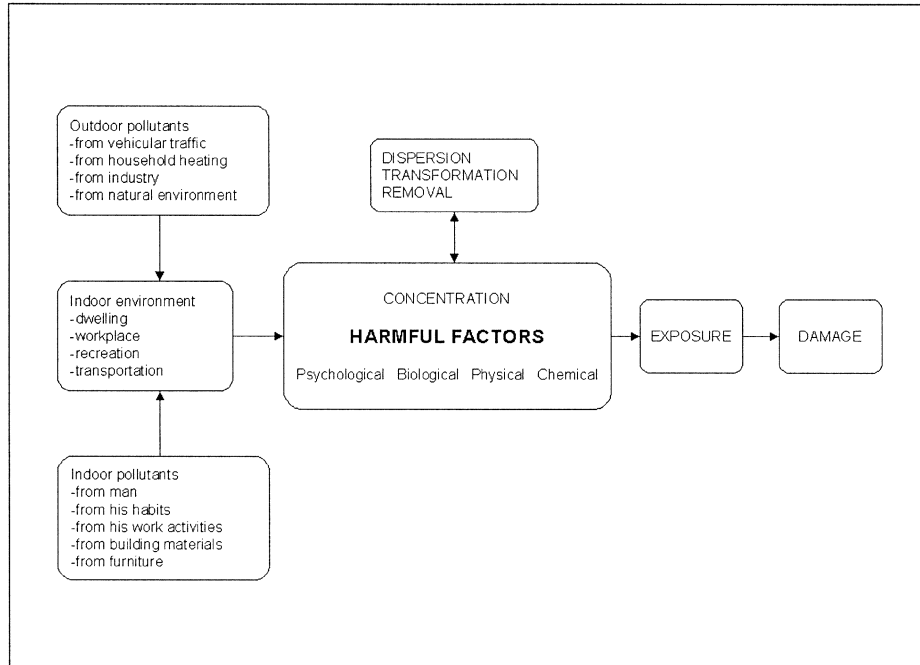 Outdoor pollutants
-from vehicular traffic
-from household heating
-from industry
-from natural environment
DISPERSION
TRANSFORMATION
REMOVAL
Indoor environment
-dwelling
-workplace
-recreation
-transportation
CONCENTRATION
HARMFUL FACTORS
Psychological Biological Physical Chemical
EXPOSURE
DAMAGE
Indoor pollutants
-from man
-from his habits
-from his work activities
-from building materials
-from furniture